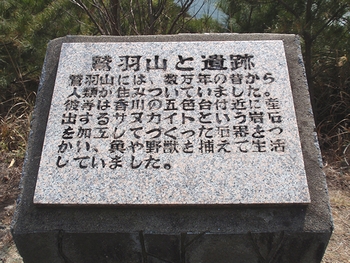 鷲羽山と遺跡
鷲羽山には、数万年の昔から
人類が住みついていました。
彼等は香川の五色台付近に産
出するサヌカイトという岩石
を加工してつくった石器をつ
かい、魚や野獣を捕えて生活
していました。